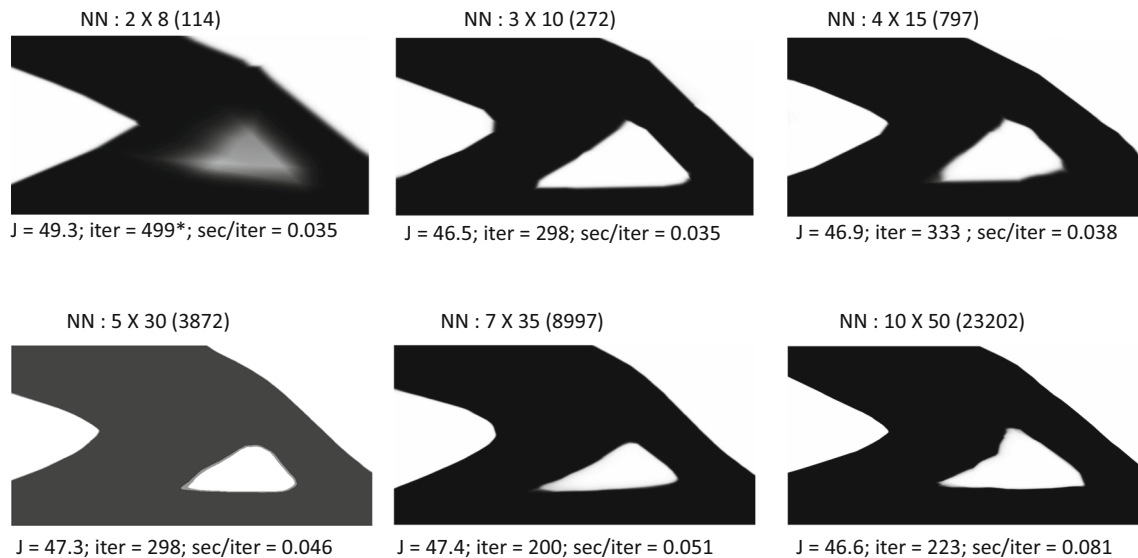 NN : 2 X 8 (114)
NN : 3 X 10 (272)
NN : 4 X 15 (797)
J = 49.3; iter = 499*; sec/iter = 0.035
J = 46.5; iter = 298; sec/iter = 0.035
J = 46.9; iter = 333 ; sec/iter = 0.038
NN : 5 X 30 (3872)
NN : 7 X 35 (8997)
NN : 10 X 50 (23202)
J = 47.3; iter = 298; sec/iter = 0.046
J = 47.4; iter = 200; sec/iter = 0.051
J = 46.6; iter = 223; sec/iter = 0.081